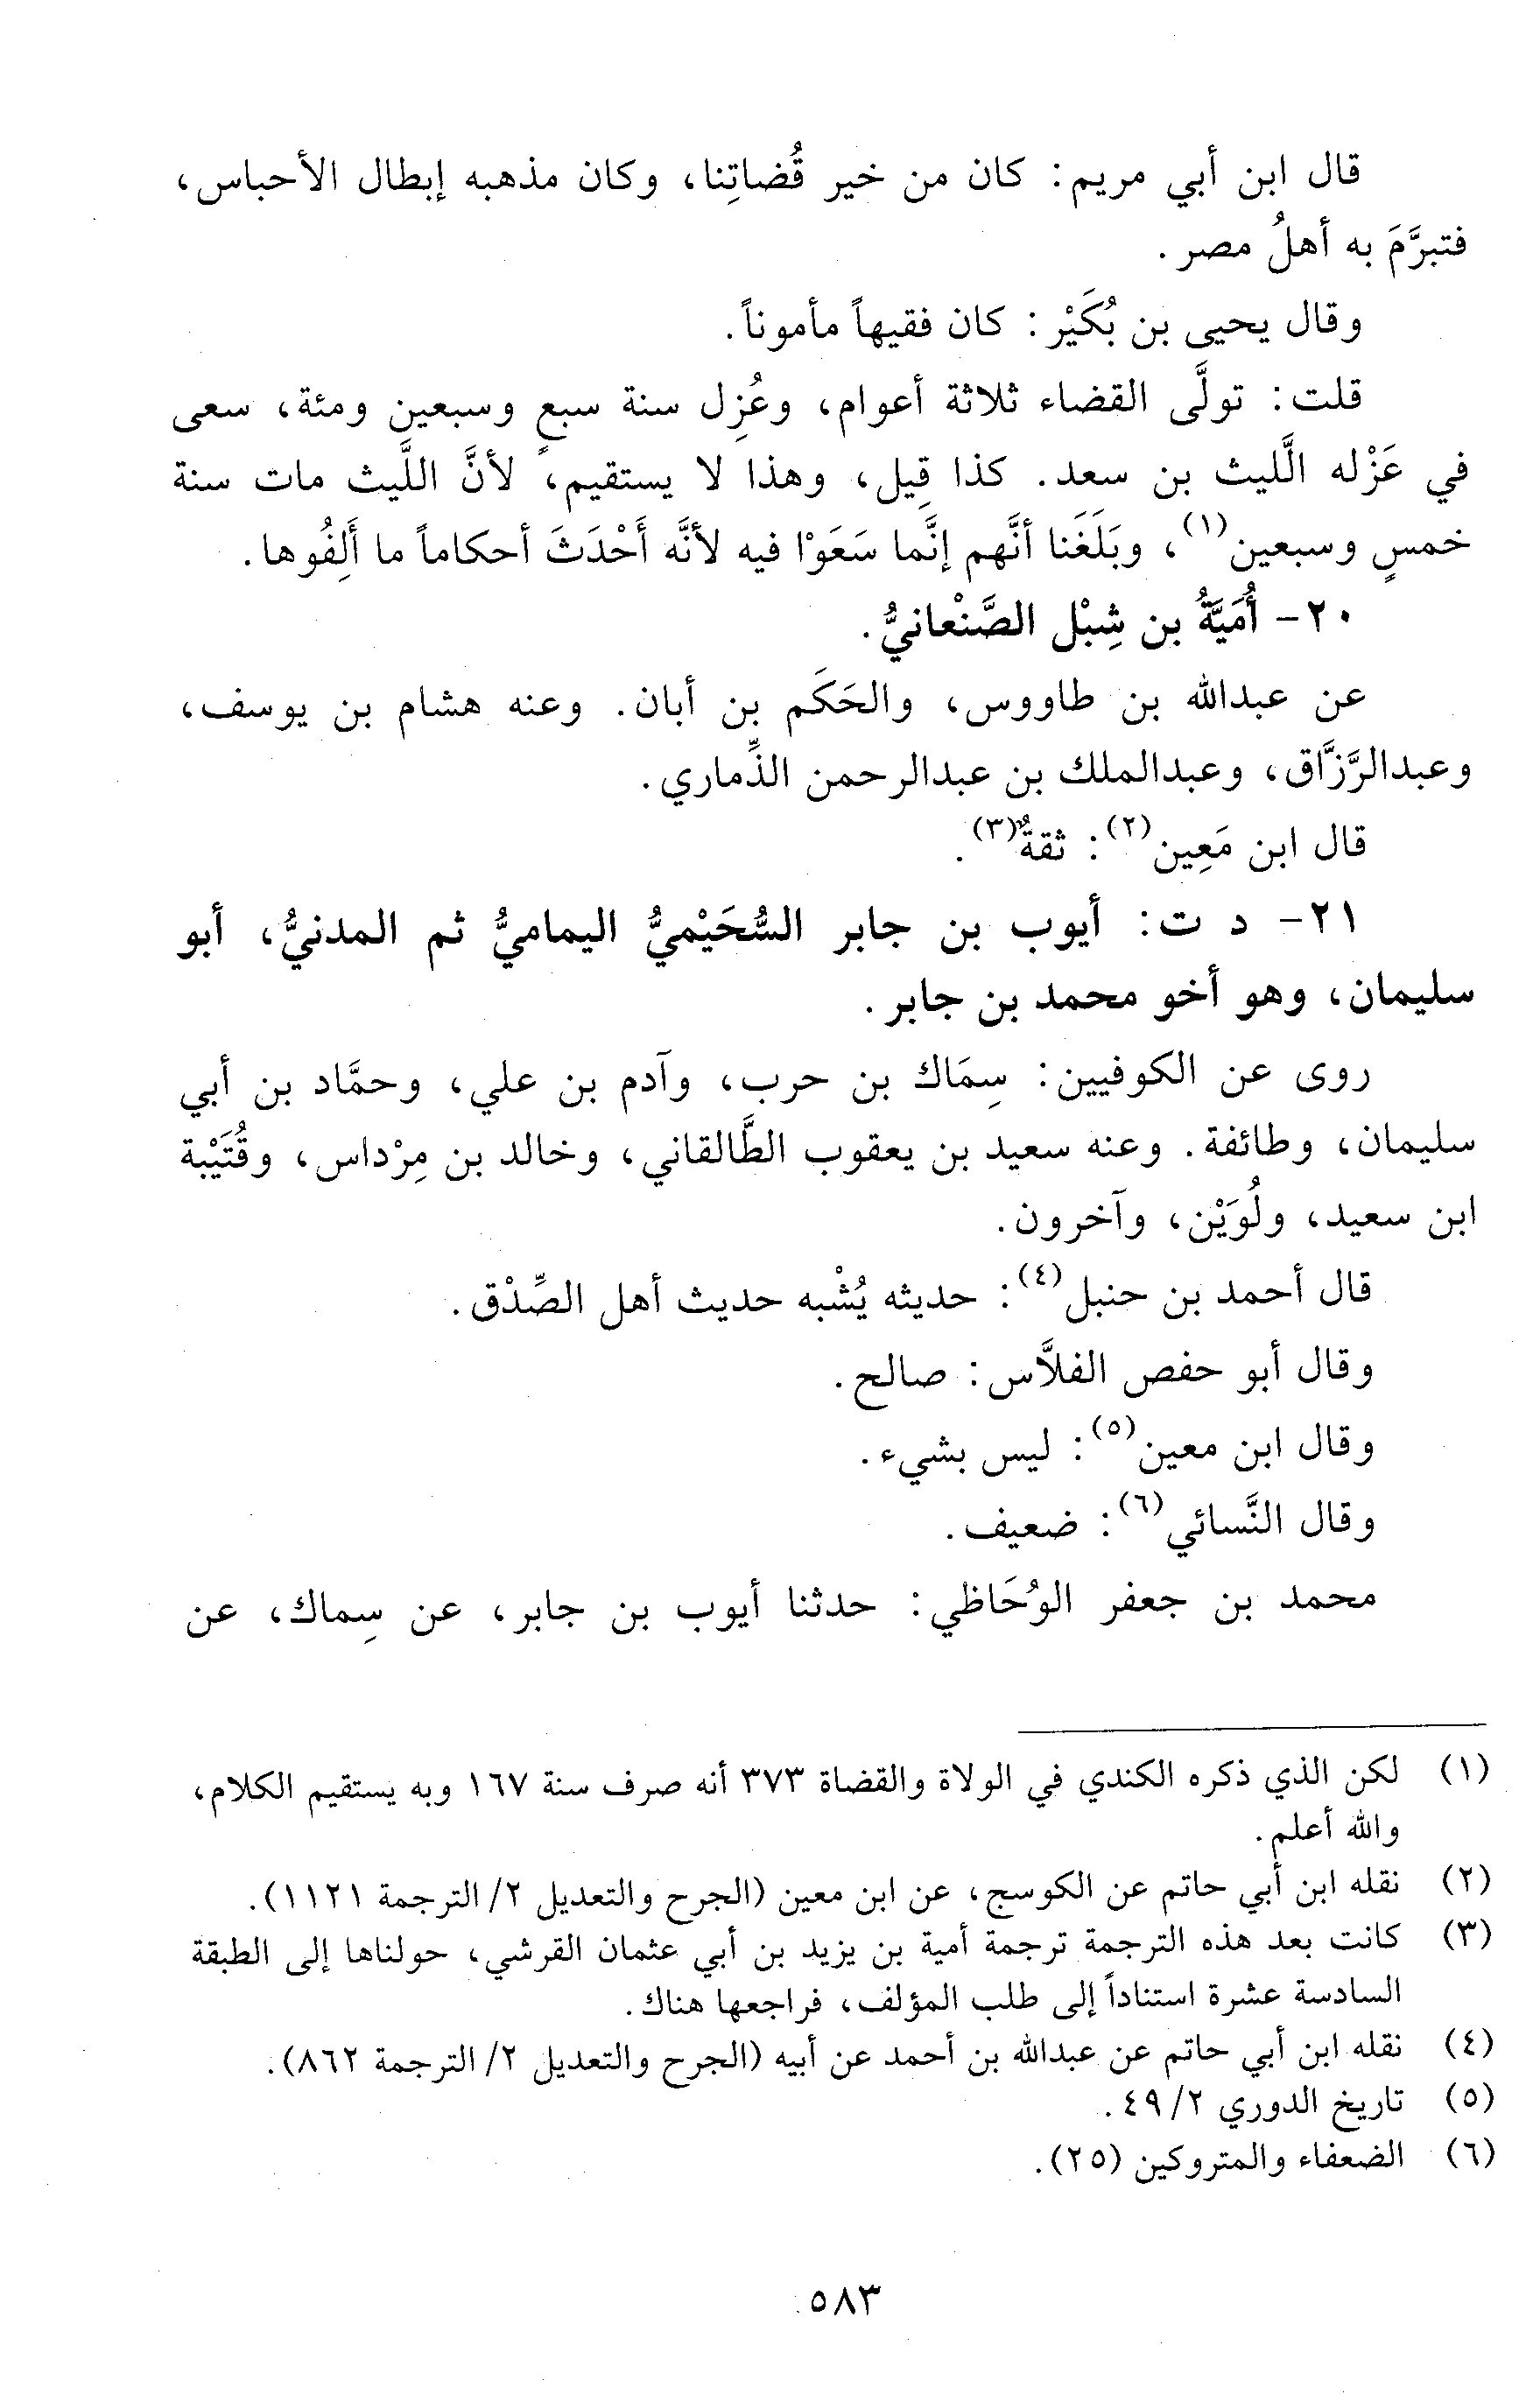 قال ابن أبي مريم: كان من خير قُضاتِنا، وكان مذهبه إبطال الأحباس،
فتبرَّمَ به أهلُ مصر.
وقال يحيى بن بُكَيْر: كان فقيهاً مأموناً.
قلت: تولَّى القضاء ثلاثة أعوام، وعُزِل سنة سبعٍ وسبعين ومئة، سعى
في عَزْله الَّليث بن سعد. كذا قِيل، وهذا لا يستقيم، لأنَّ اللَّيث مات سنة
خمسٍ وسبعين(١)، وبَلَغَنا أنَّهم إنَّما سَعَوْا فيه لأنَّه أَحْدَثَ أحكاماً ما أَلِفُوها.
٢٠- أُمَيَّةُ بن شِبْل الصَّنْعانيُّ.
عن عبدالله بن طاووس، والحَكَم بن أبان. وعنه هشام بن يوسف،
وعبدالرَّزَّاق، وعبدالملك بن عبدالرحمن الذِّماري.
قال ابن مَعِين(٢): ثقةٌ(٣).
٢١- د ت: أيوب بن جابر السُّحَيْميُّ اليماميُّ ثم المدنيُّ، أبو
سليمان، وهو أخو محمد بن جابر.
روى عن الكوفيين: سِمَاك بن حرب، وآدم بن علي، وحمَّاد بن أبي
سليمان، وطائفة. وعنه سعيد بن يعقوب الطَّالقاني، وخالد بن مِرْداس، وقُتَيْبة
ابن سعيد، ولُوَيْن، وآخرون.
قال أحمد بن حنبل(٤): حديثه يُشْبه حديث أهل الصِّدْق.
وقال أبو حفص الفلَّاس: صالح.
وقال ابن معين(٥): ليس بشيء.
وقال النَّسائي(٦): ضعيف.
محمد بن جعفر الوُحَاظي: حدثنا أيوب بن جابر، عن سِماك، عن
(١) لكن الذي ذكره الكندي في الولاة والقضاة ٣٧٣ أنه صرف سنة ١٦٧ وبه يستقيم الكلام،
والله أعلم.
(٢) نقله ابن أبي حاتم عن الكوسج، عن ابن معين (الجرح والتعديل ٢/ الترجمة ١١٢١).
(٣) كانت بعد هذه الترجمة ترجمة أمية بن يزيد بن أبي عثمان القرشي، حولناها إلى الطبقة
السادسة عشرة استناداً إلى طلب المؤلف، فراجعها هناك.
(٤) نقله ابن أبي حاتم عن عبدالله بن أحمد عن أبيه (الجرح والتعديل ٢/ الترجمة ٨٦٢).
(٥) تاريخ الدوري ٢/ ٤٩.
(٦) الضعفاء والمتروكين (٢٥).
٥٨٣